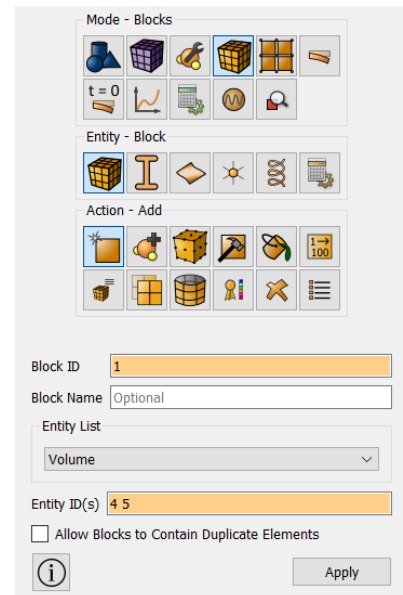 Mode - Blocks
t = 0
Entity - Block
Action - Add
1→
100
Block ID 1
Block Name Optional
Entity List
Volume
Entity ID(s) 4 5
Allow Blocks to Contain Duplicate Elements
i Apply